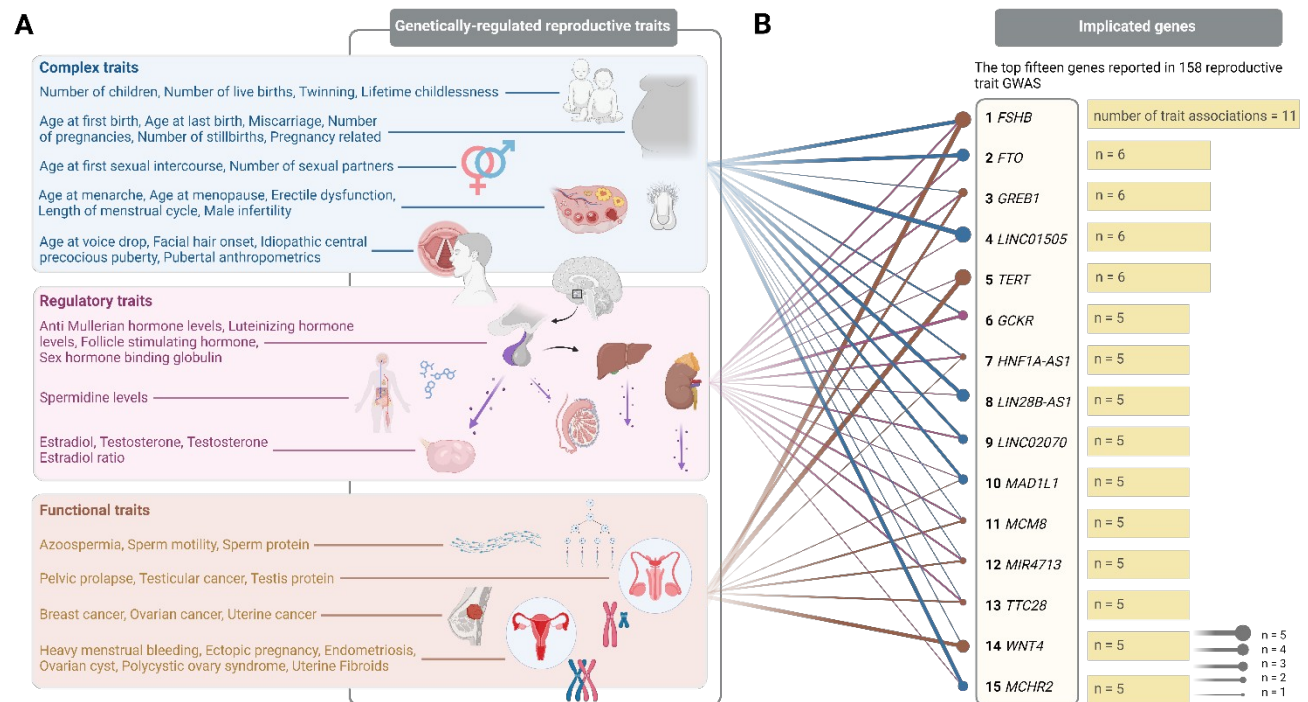 A
Genetically-regulated reproductive traits
Complex traits
Number of children, Number of live births, Twinning, Lifetime childlessness
Age at first birth, Age at last birth, Miscarriage, Number
of pregnancies, Number of stillbirths, Pregnancy related
Age at first sexual intercourse, Number of sexual partners
Age at menarche, Age at menopause, Erectile dysfunction,
Length of menstrual cycle, Male infertility
Age at voice drop, Facial hair onset, Idiopathic central
precocious puberty, Pubertal anthropometrics
Regulatory traits
Anti Mullerian hormone levels, Luteinizing hormone
levels, Follicle stimulating hormone,
Sex hormone binding globulin
Spermidine levels
Estradiol, Testosterone, Testosterone
Estradiol ratio
Functional traits
Azoospermia, Sperm motility, Sperm protein
Pelvic prolapse, Testicular cancer, Testis protein
Breast cancer, Ovarian cancer, Uterine cancer
Heavy menstrual bleeding, Ectopic pregnancy, Endometriosis,
Ovarian cyst, Polycystic ovary syndrome, Uterine Fibroids
B
Implicated genes
The top fifteen genes reported in 158 reproductive
trait GWAS
1 FSHB number of trait associations = 11
2 FTO n = 6
3 GREB1 n = 6
4 LINC01505 n = 6
5 TERT n = 6
6 GCKR n = 5
7 HNF1A-AS1 n = 5
8 LIN28B-AS1 n = 5
9 LINC02070 n = 5
10 MAD1L1 n = 5
11 MCM8 n = 5
12 MIR4713 n = 5
13 TTC28 n = 5
14 WNT4 n = 5
15 MCHR2 n = 5
n = 5
n = 4
n = 3
n = 2
n = 1